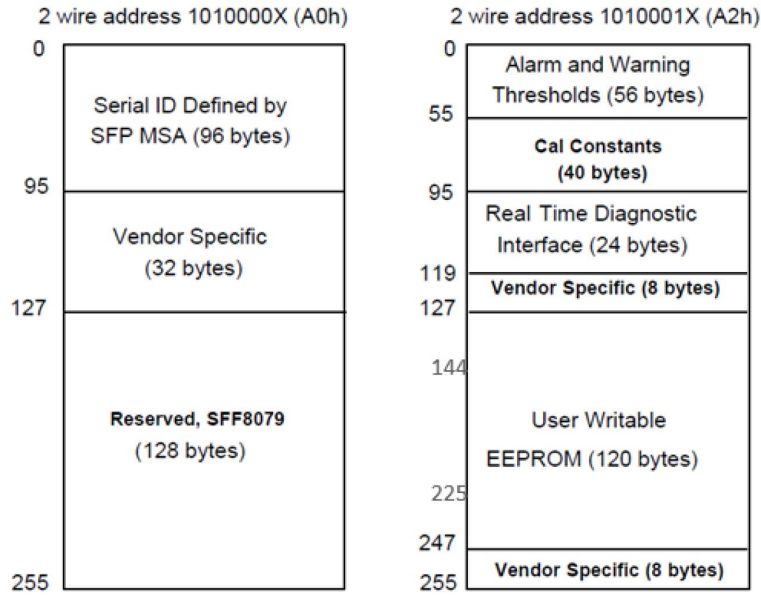 2 wire address 1010000X (A0h)
0
Serial ID Defined by
SFP MSA (96 bytes)
95
Vendor Specific
(32 bytes)
127
Reserved, SFF8079
(128 bytes)
255
2 wire address 1010001X (A2h)
0
Alarm and Warning
Thresholds (56 bytes)
55
Cal Constants
(40 bytes)
95
Real Time Diagnostic
Interface (24 bytes)
119
Vendor Specific (8 bytes)
127
144
User Writable
EEPROM (120 bytes)
225
247
Vendor Specific (8 bytes)
255